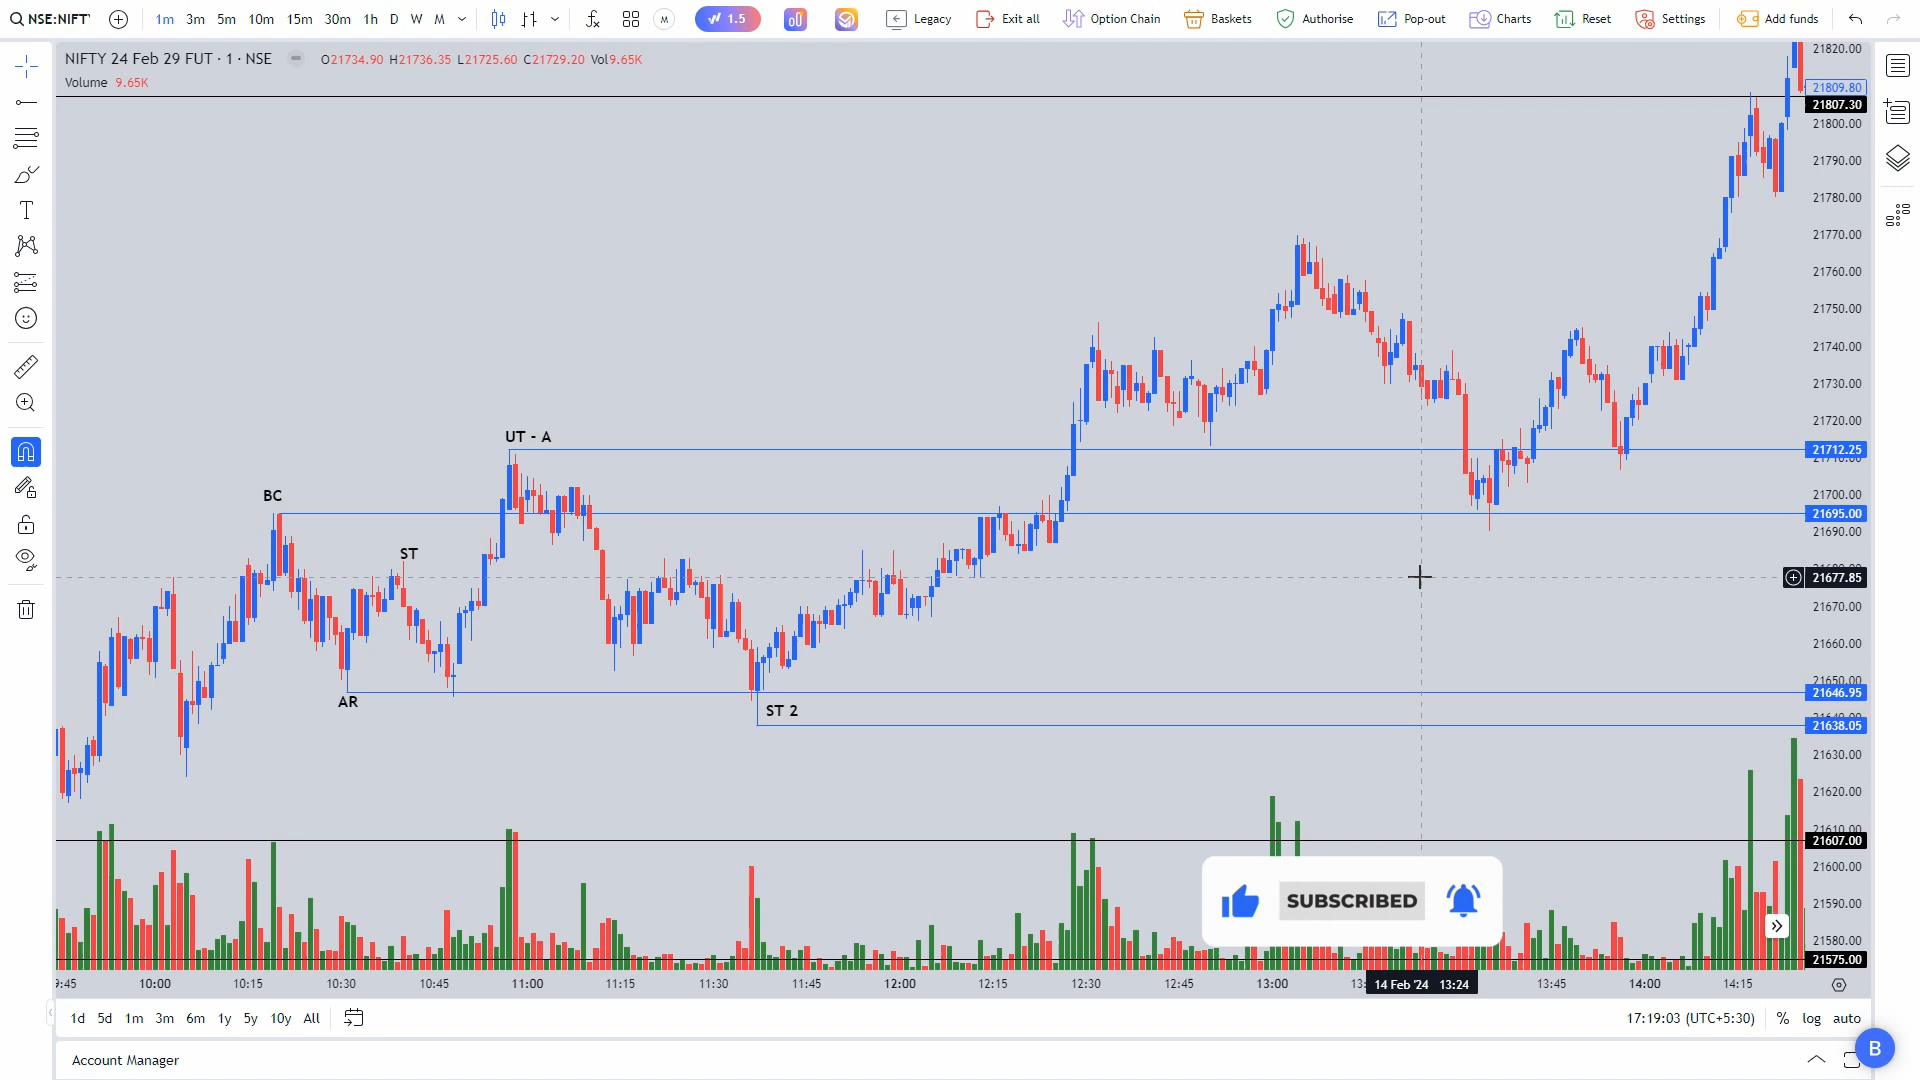 NSE:NIFTY 1m 3m 5m 10m 15m 30m 1h D W M M 1.5 Legacy Exit all Option Chain Baskets Authorise Pop-out Charts Reset Settings Add funds
NIFTY 24 Feb 29 FUT · 1 · NSE O21734.90 H21736.35 L21725.60 C21729.20 Vol9.65K
Volume 9.65K
21820.00
21809.80
21807.30
21800.00
21790.00
21780.00
21770.00
21760.00
21750.00
21740.00
21730.00
21720.00
UT - A
21712.25
BC
21700.00
21695.00
21690.00
ST
21677.85
21670.00
21660.00
21650.00
21646.95
AR
ST 2
21638.05
21630.00
21620.00
21610.00
21607.00
21600.00
SUBSCRIBED
21590.00
21580.00
21575.00
9:45 10:00 10:15 10:30 10:45 11:00 11:15 11:30 11:45 12:00 12:15 12:30 12:45 13:00 14 Feb '24 13:24 13:45 14:00 14:15
1d 5d 1m 3m 6m 1y 5y 10y All 17:19:03 (UTC+5:30) % log auto
Account Manager
B